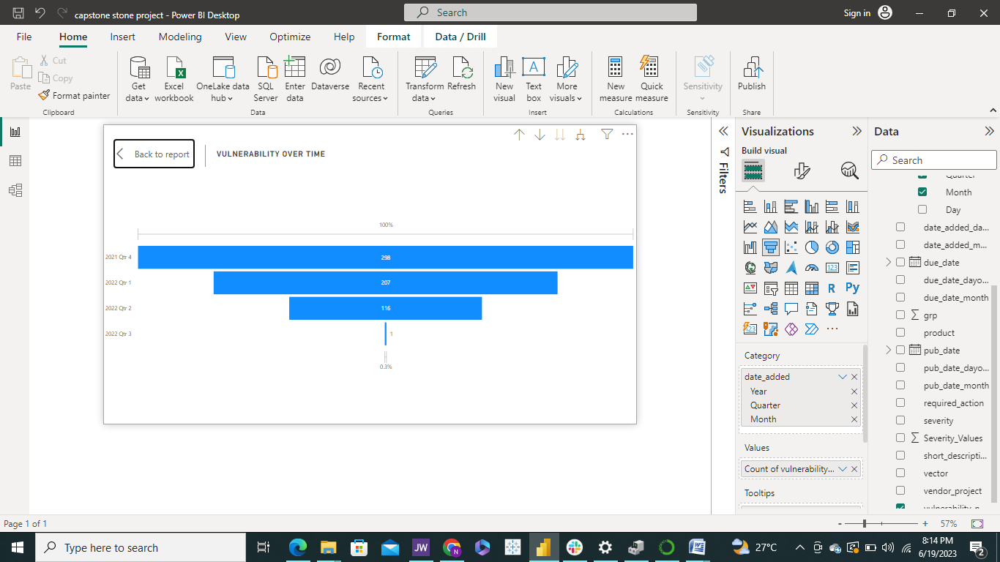 capstone stone project - Power BI Desktop
Search
Sign in
File
Home
Insert
Modeling
View
Optimize
Help
Format
Data / Drill
Paste
Cut
Copy
Format painter
Clipboard
Get data
Excel workbook
OneLake data hub
SQL Server
Enter data
Dataverse
Recent sources
Data
Transform data
Refresh
Queries
New visual
Text box
More visuals
Insert
New measure
Quick measure
Calculations
Sensitivity
Sensitivity
Publish
Share
Back to report
VULNERABILITY OVER TIME
100%
2021 Qtr 4
298
2022 Qtr 1
207
2022 Qtr 2
116
2022 Qtr 3
1
0.3%
Filters
Visualizations
Build visual
123
R
Py
123
Category
date_added
Year
Quarter
Month
Values
Count of vulnerability...
Tooltips
Data
Search
Quarter
Month
Day
date_added_da...
date_added_m...
due_date
due_date_dayo...
due_date_month
grp
product
pub_date
pub_date_dayo...
pub_date_month
required_action
severity
Severity_Values
short_descripti...
vector
vendor_project
Page 1 of 1
57%
Type here to search
JW
27°C
8:14 PM
6/19/2023
2